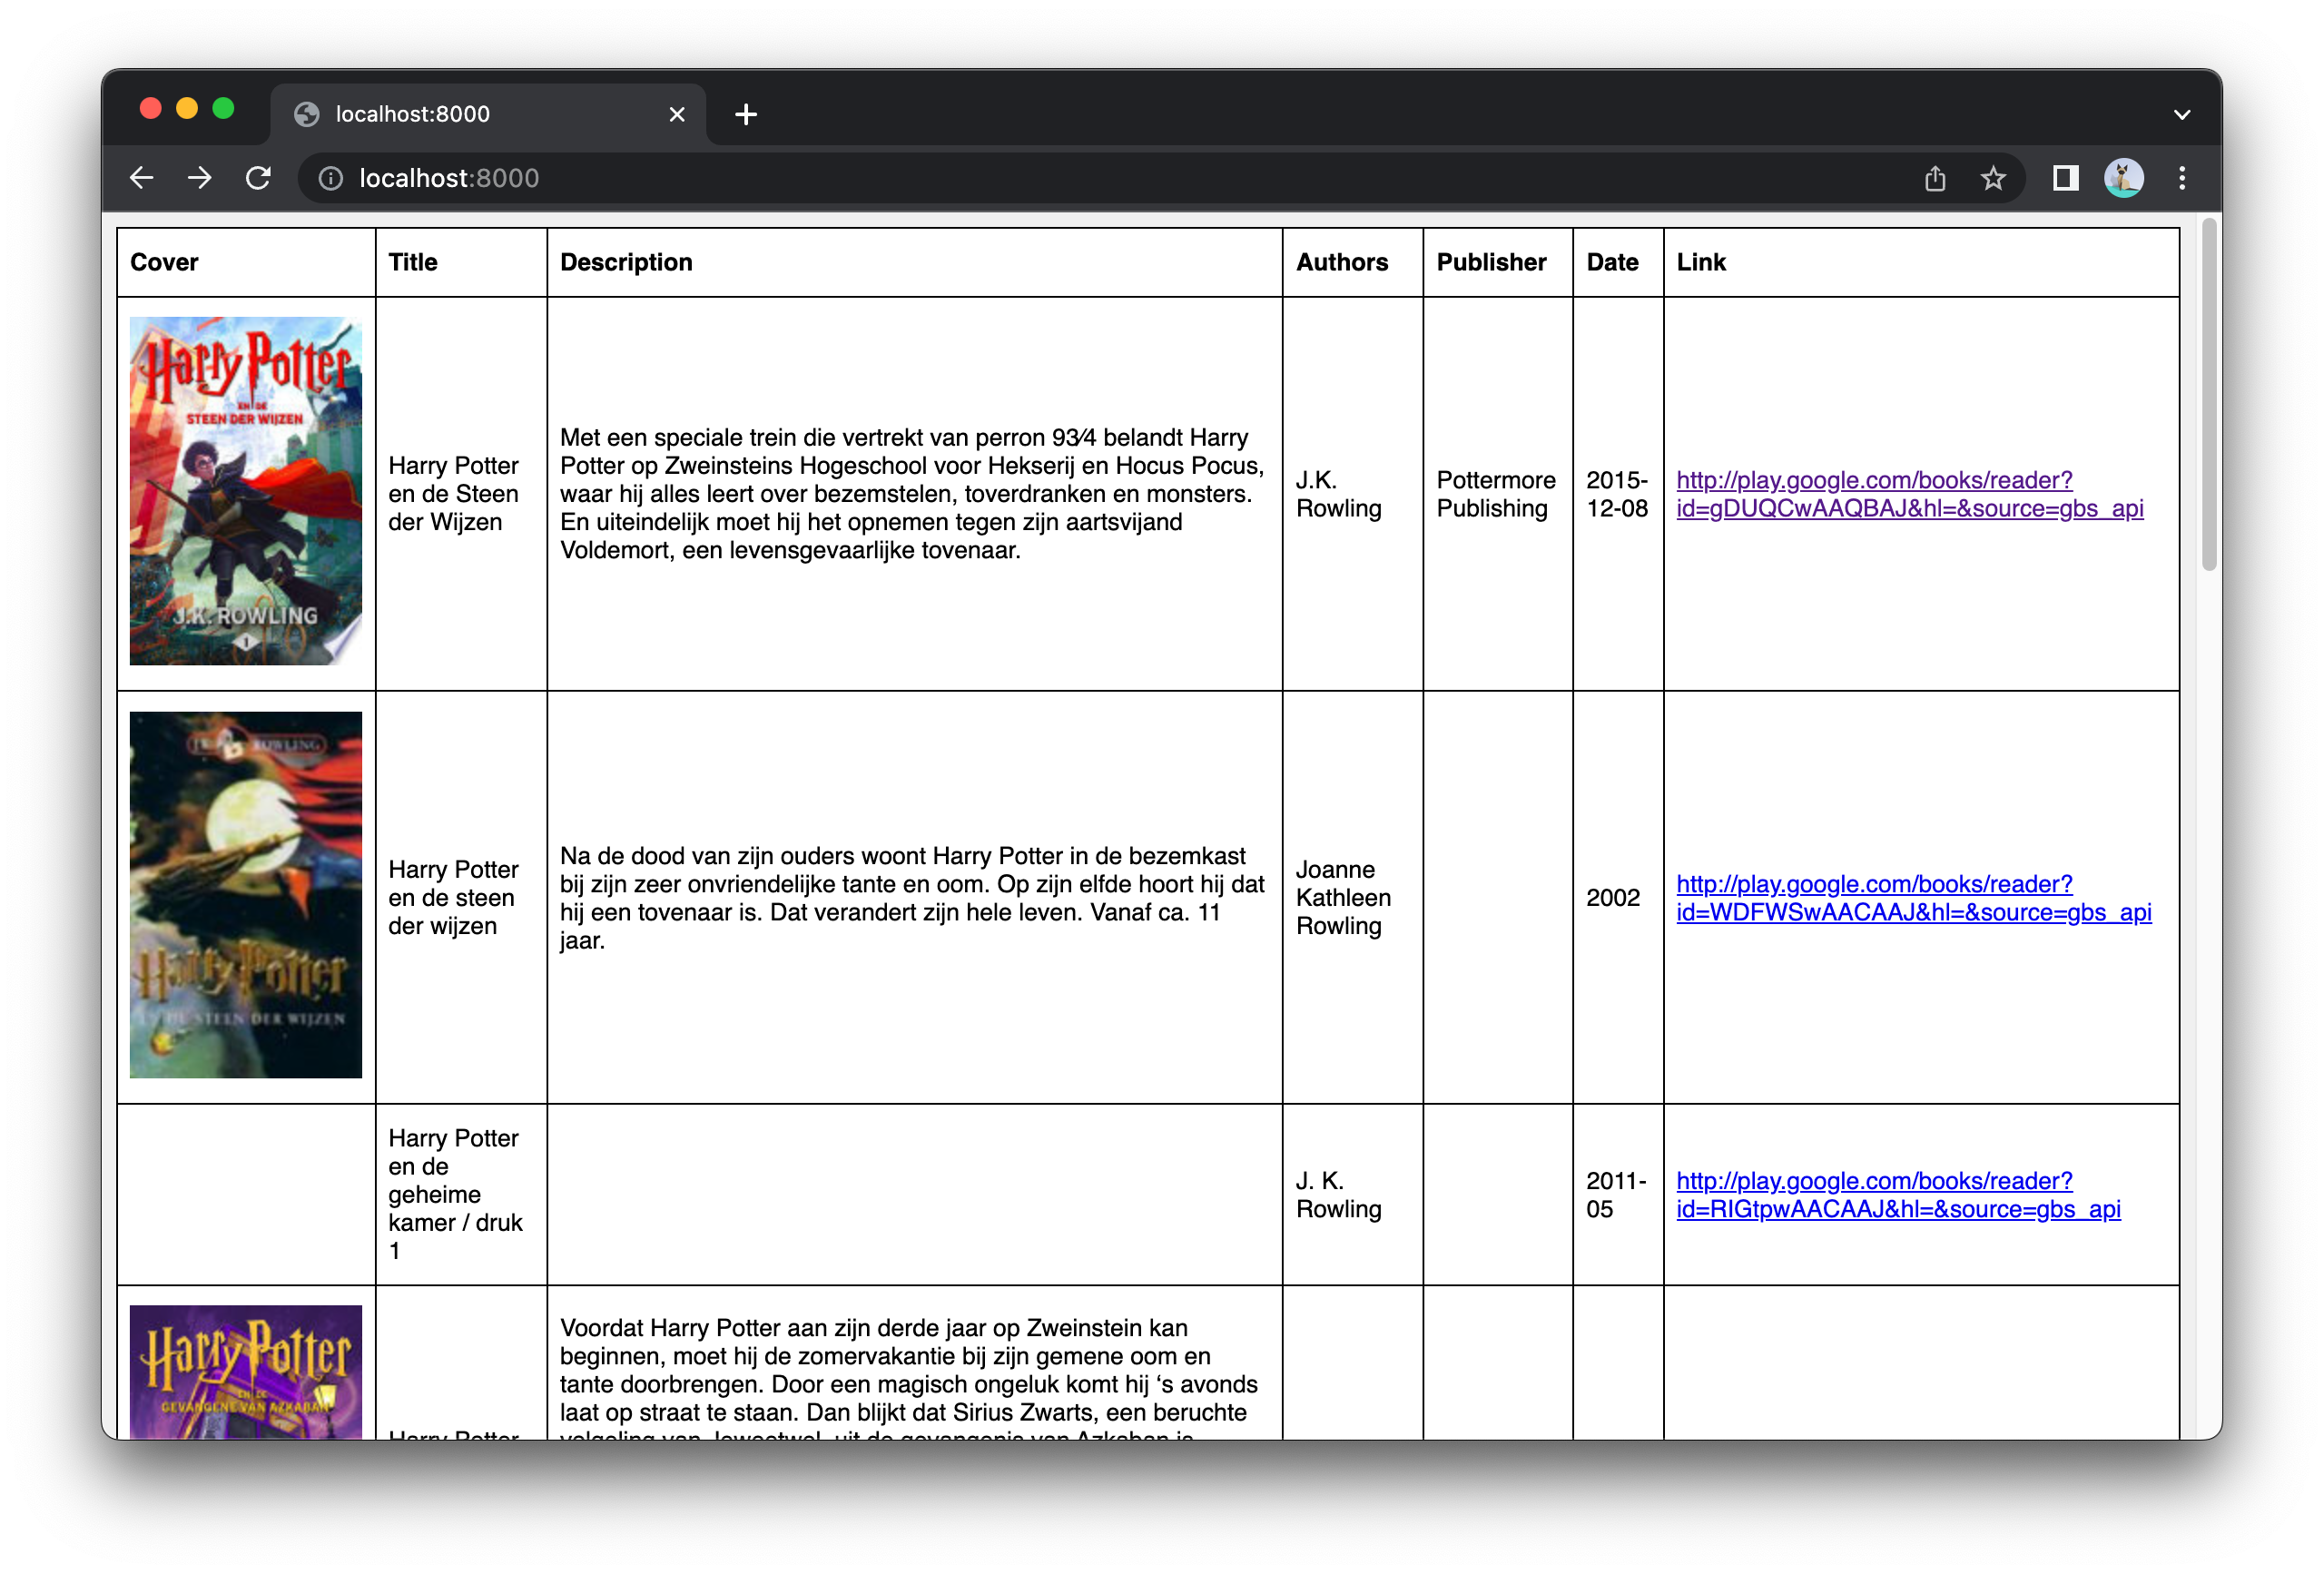 localhost:8000
localhost:8000
Cover Title Description Authors Publisher Date Link
Harry Potter
EN DE
STEEN DER WIJZEN
J.K. ROWLING
1
Harry Potter
en de Steen
der Wijzen
Met een speciale trein die vertrekt van perron 93⁄4 belandt Harry
Potter op Zweinsteins Hogeschool voor Hekserij en Hocus Pocus,
waar hij alles leert over bezemstelen, toverdranken en monsters.
En uiteindelijk moet hij het opnemen tegen zijn aartsvijand
Voldemort, een levensgevaarlijke tovenaar.
J.K.
Rowling
Pottermore
Publishing
2015-
12-08
http://play.google.com/books/reader?
id=gDUQCwAAQBAJ&hl=&source=gbs_api
ROWLING
Harry Potter
STEEN DER WIJZEN
Harry Potter
en de steen
der wijzen
Na de dood van zijn ouders woont Harry Potter in de bezemkast
bij zijn zeer onvriendelijke tante en oom. Op zijn elfde hoort hij dat
hij een tovenaar is. Dat verandert zijn hele leven. Vanaf ca. 11
jaar.
Joanne
Kathleen
Rowling
2002
http://play.google.com/books/reader?
id=WDFWSwAACAAJ&hl=&source=gbs_api
Harry Potter
en de
geheime
kamer / druk
1
J. K.
Rowling
2011-
05
http://play.google.com/books/reader?
id=RIGtpwAACAAJ&hl=&source=gbs_api
Harry Potter
EN DE
GEVANGENE VAN AZKABAN
Harry Potter
Voordat Harry Potter aan zijn derde jaar op Zweinstein kan
beginnen, moet hij de zomervakantie bij zijn gemene oom en
tante doorbrengen. Door een magisch ongeluk komt hij ‘s avonds
laat op straat te staan. Dan blijkt dat Sirius Zwarts, een beruchte
volgeling van Jeweetwel, uit de gevangenis van Azkaban is